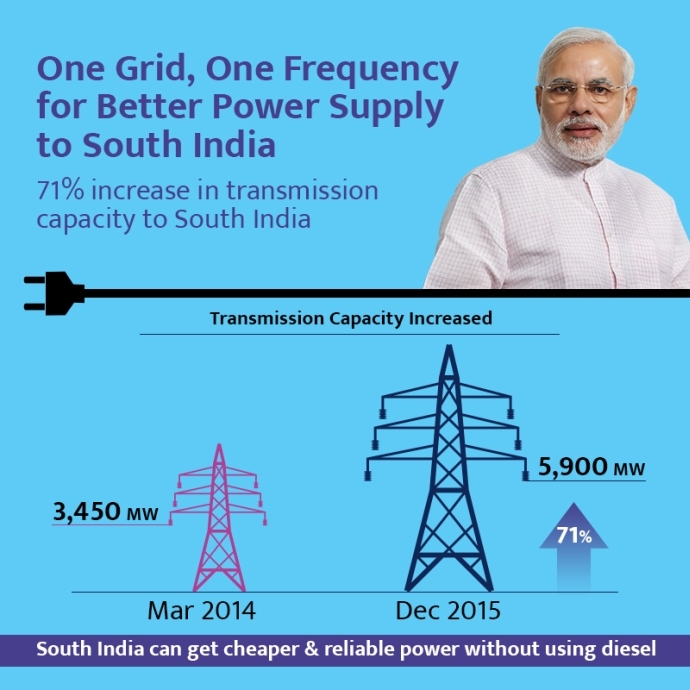 One Grid, One Frequency
for Better Power Supply
to South India
71% increase in transmission
capacity to South India
Transmission Capacity Increased
5,900 MW
3,450 MW
71%
Mar 2014
Dec 2015
South India can get cheaper & reliable power without using diesel